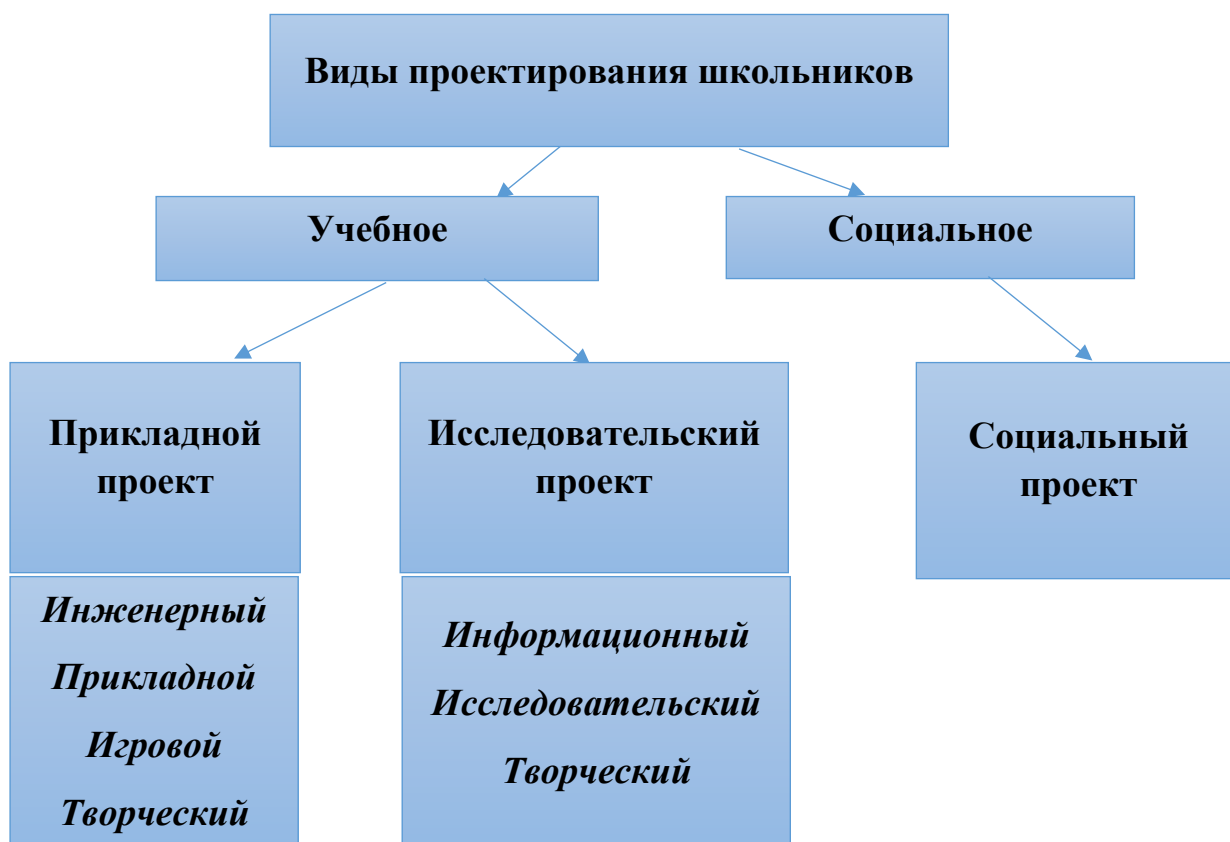 Виды проектирования школьников
Учебное
Социальное
Прикладной
проект
Исследовательский
проект
Социальный
проект
Инженерный
Прикладной
Игровой
Творческий
Информационный
Исследовательский
Творческий